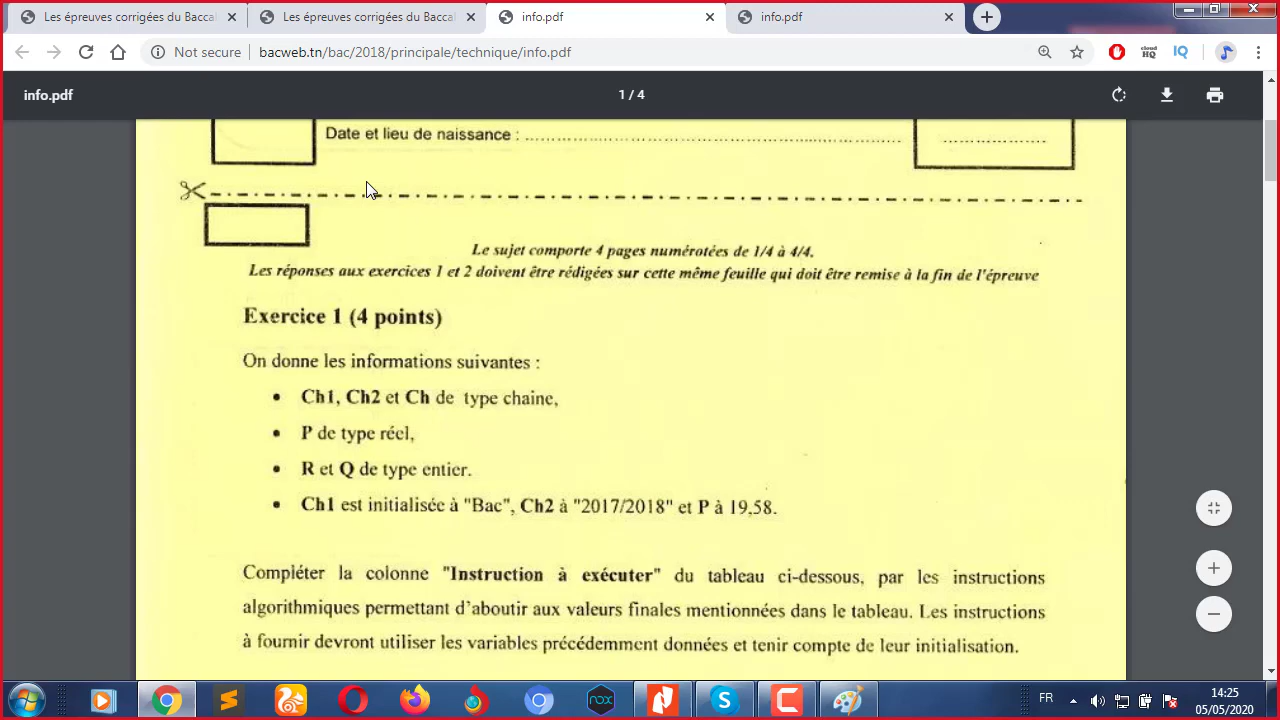 Les épreuves corrigées du Bacca
Les épreuves corrigées du Bacca
info.pdf
info.pdf
Not secure
bacweb.tn/bac/2018/principale/technique/info.pdf
cloud HQ
IQ
info.pdf
1 / 4
Date et lieu de naissance : ................................................................
....................
Le sujet comporte 4 pages numérotées de 1/4 à 4/4.
Les réponses aux exercices 1 et 2 doivent être rédigées sur cette même feuille qui doit être remise à la fin de l'épreuve
Exercice 1 (4 points)
On donne les informations suivantes :
• Ch1, Ch2 et Ch de type chaine,
• P de type réel,
• R et Q de type entier.
• Ch1 est initialisée à "Bac", Ch2 à "2017/2018" et P à 19,58.
Compléter la colonne "Instruction à exécuter" du tableau ci-dessous, par les instructions
algorithmiques permettant d'aboutir aux valeurs finales mentionnées dans le tableau. Les instructions
à fournir devront utiliser les variables précédemment données et tenir compte de leur initialisation.
nox
FR
14:25
05/05/2020